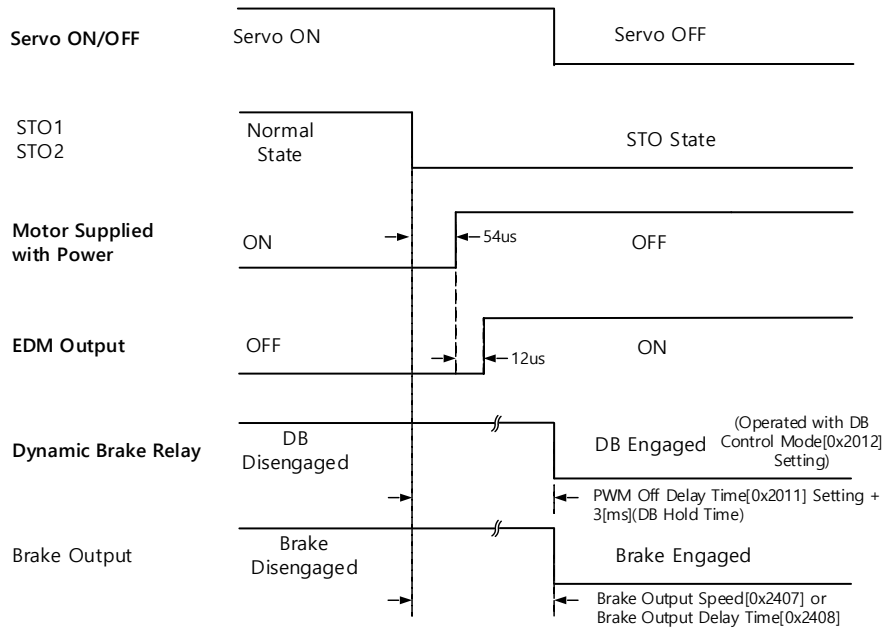 Servo ON/OFF
Servo ON
Servo OFF
STO1
STO2
Normal
State
STO State
Motor Supplied
with Power
ON
54us
OFF
EDM Output
OFF
12us
ON
Dynamic Brake Relay
DB
Disengaged
DB Engaged
(Operated with DB
Control Mode[0x2012]
Setting)
PWM Off Delay Time[0x2011] Setting +
3[ms](DB Hold Time)
Brake Output
Brake
Disengaged
Brake Engaged
Brake Output Speed[0x2407] or
Brake Output Delay Time[0x2408]